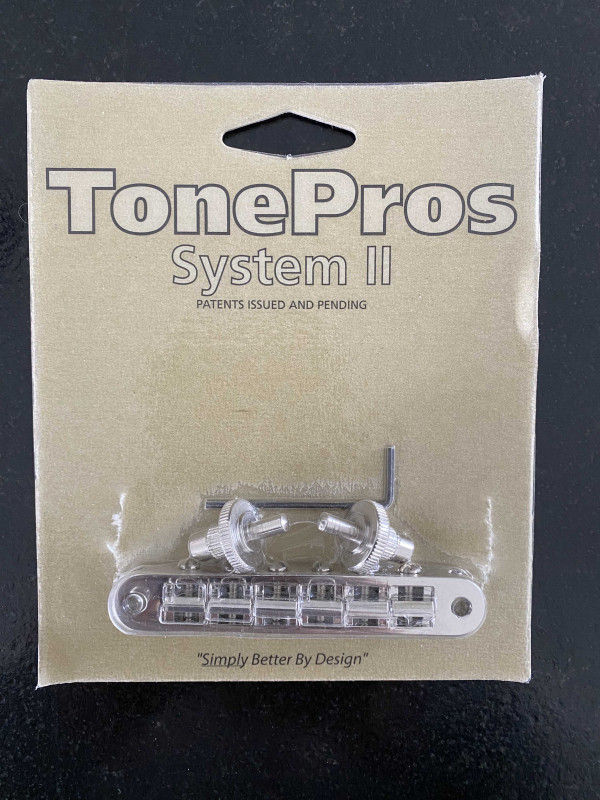 TonePros
System II
PATENTS ISSUED AND PENDING
"Simply Better By Design"